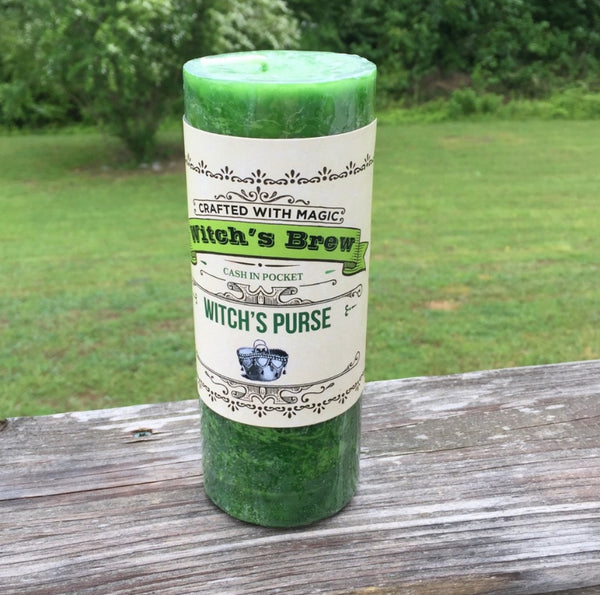 CRAFTED WITH MAGIC
Witch's Brew
CASH IN POCKET
WITCH'S PURSE